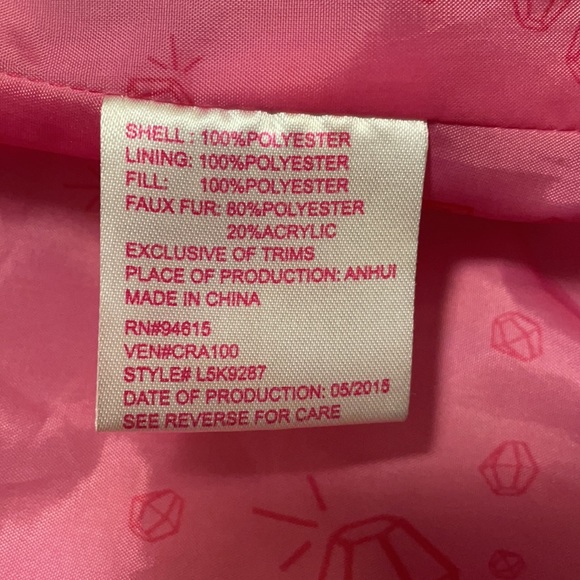 SHELL : 100%POLYESTER
LINING: 100%POLYESTER
FILL: 100%POLYESTER
FAUX FUR: 80%POLYESTER
20%ACRYLIC
EXCLUSIVE OF TRIMS
PLACE OF PRODUCTION: ANHUI
MADE IN CHINA
RN#94615
VEN#CRA100
STYLE# L5K9287
DATE OF PRODUCTION: 05/2015
SEE REVERSE FOR CARE